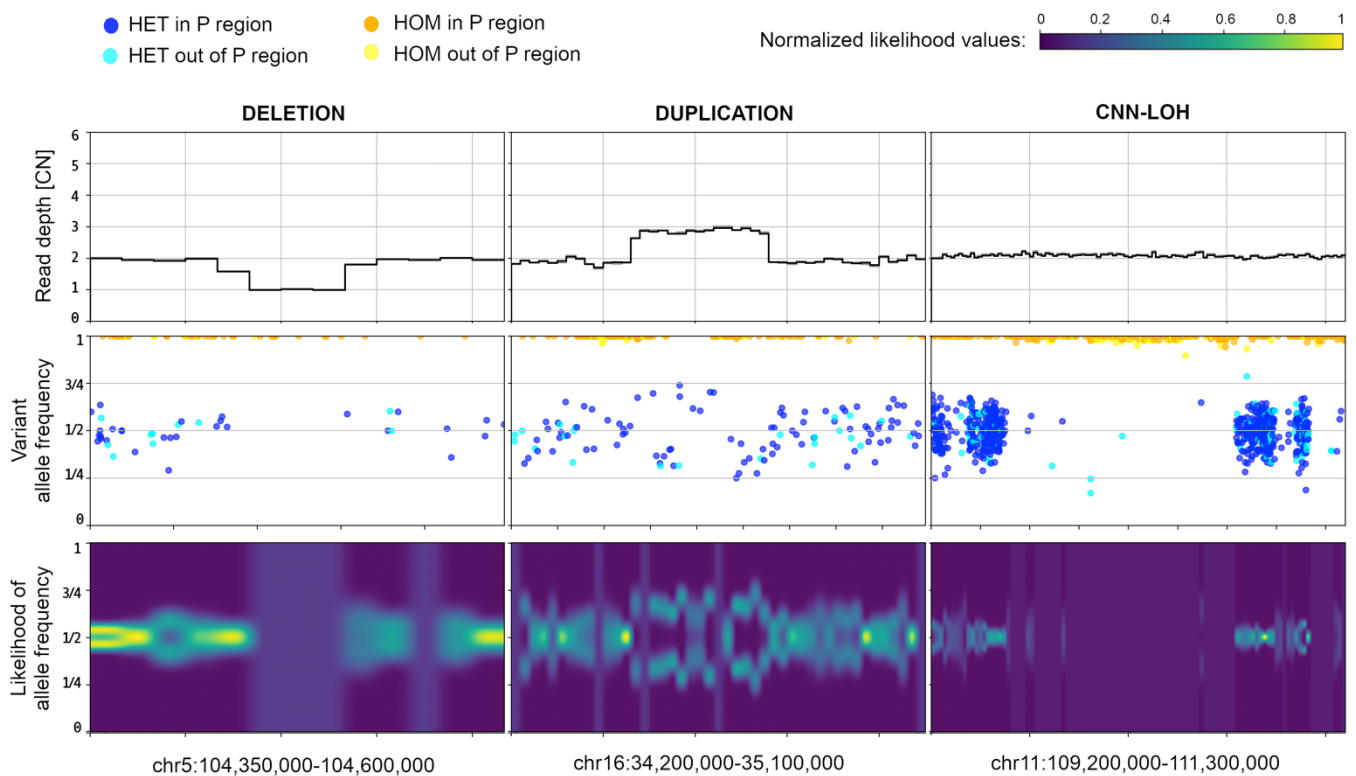 HET in P region
HOM in P region
HET out of P region
HOM out of P region
Normalized likelihood values:
0 0.2 0.4 0.6 0.8 1
DELETION
DUPLICATION
CNN-LOH
Read depth [CN]
6
5
4
3
2
1
0
Variant
allele frequency
1
3/4
1/2
1/4
0
Likelihood of
allele frequency
1
3/4
1/2
1/4
0
chr5:104,350,000-104,600,000
chr16:34,200,000-35,100,000
chr11:109,200,000-111,300,000